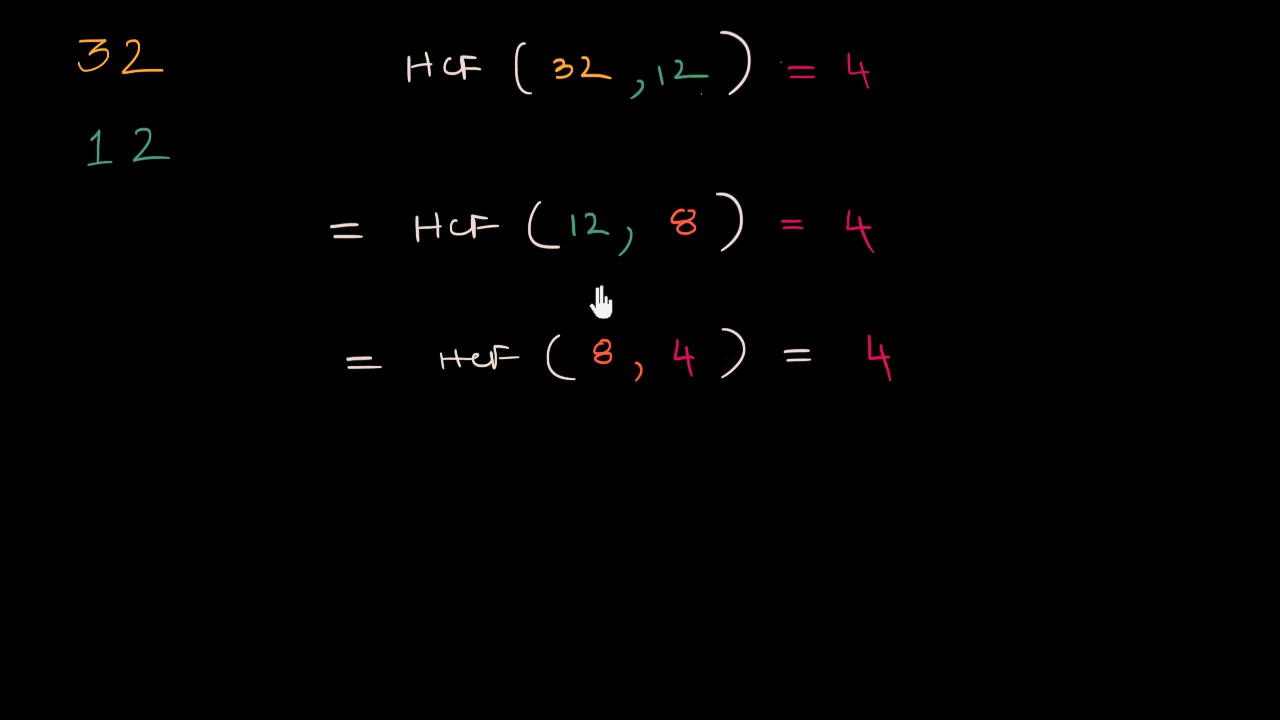 32
HCF ( 32 , 12 ) = 4
12
= HCF ( 12 , 8 ) = 4
= HCF ( 8 , 4 ) = 4